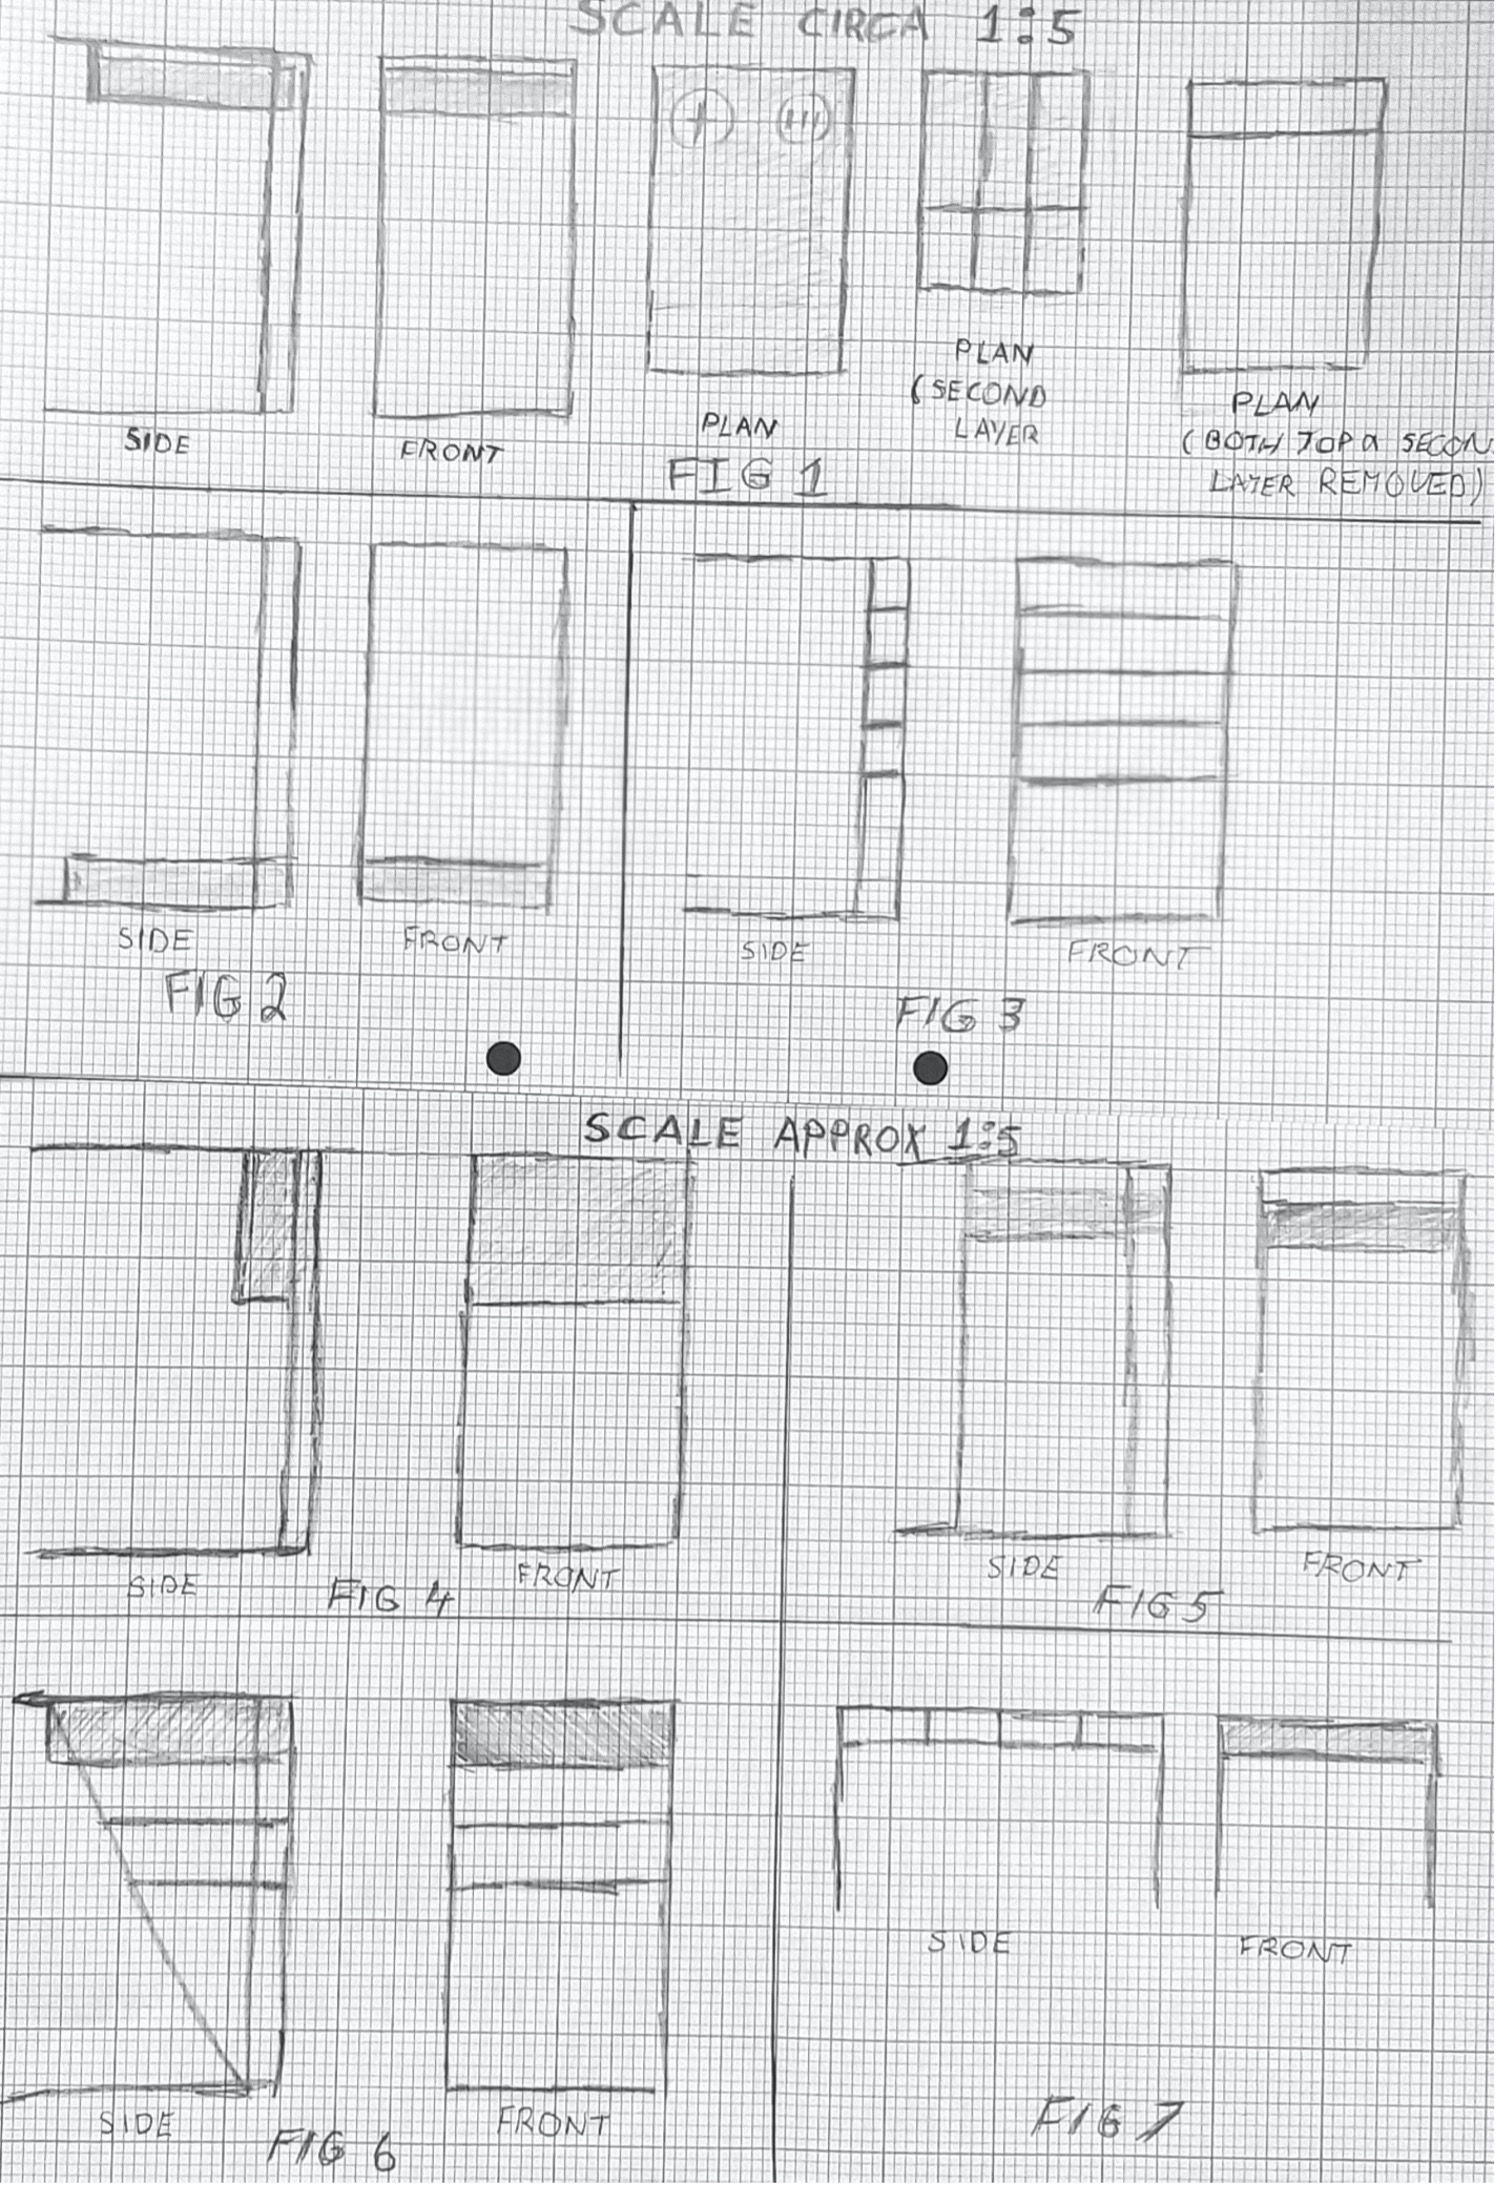 SCALE CIRCA 1:5
SIDE
FRONT
PLAN
PLAN
(SECOND
LAYER
PLAN
(BOTH TOP & SECON
LAYER REMOVED)
FIG 1
SIDE
FRONT
FIG 2
SIDE
FRONT
FIG 3
SCALE APPROX 1:5
SIDE
FRONT
FIG 4
SIDE
FRONT
FIG 5
SIDE
FRONT
FIG 6
SIDE
FRONT
FIG 7